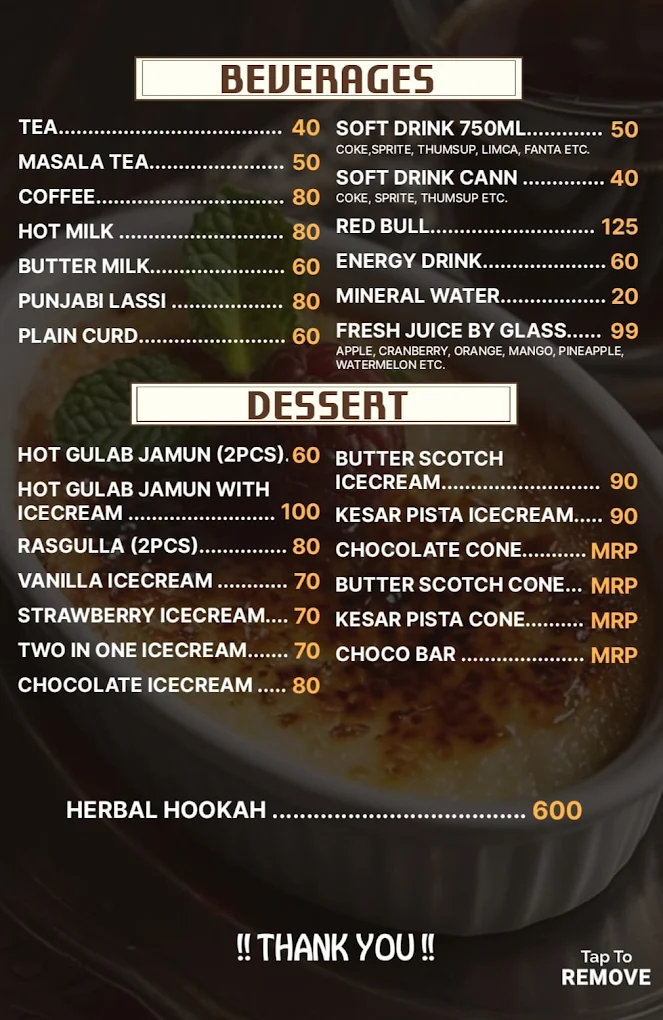 BEVERAGES
TEA................................. 40
MASALA TEA.................... 50
COFFEE............................ 80
HOT MILK ........................ 80
BUTTER MILK.................... 60
PUNJABI LASSI ................. 80
PLAIN CURD...................... 60
SOFT DRINK 750ML............ 50
COKE,SPRITE, THUMSUP, LIMCA, FANTA ETC.
SOFT DRINK CANN ............ 40
COKE, SPRITE, THUMSUP ETC.
RED BULL......................... 125
ENERGY DRINK................... 60
MINERAL WATER................ 20
FRESH JUICE BY GLASS...... 99
APPLE, CRANBERRY, ORANGE, MANGO, PINEAPPLE,
WATERMELON ETC.
DESSERT
HOT GULAB JAMUN (2PCS). 60
HOT GULAB JAMUN WITH
ICECREAM ...................... 100
RASGULLA (2PCS)............. 80
VANILLA ICECREAM ........... 70
STRAWBERRY ICECREAM.... 70
TWO IN ONE ICECREAM....... 70
CHOCOLATE ICECREAM ..... 80
BUTTER SCOTCH
ICECREAM........................ 90
KESAR PISTA ICECREAM..... 90
CHOCOLATE CONE.......... MRP
BUTTER SCOTCH CONE... MRP
KESAR PISTA CONE......... MRP
CHOCO BAR ................... MRP
HERBAL HOOKAH .................................... 600
!! THANK YOU !!
Tap To
REMOVE